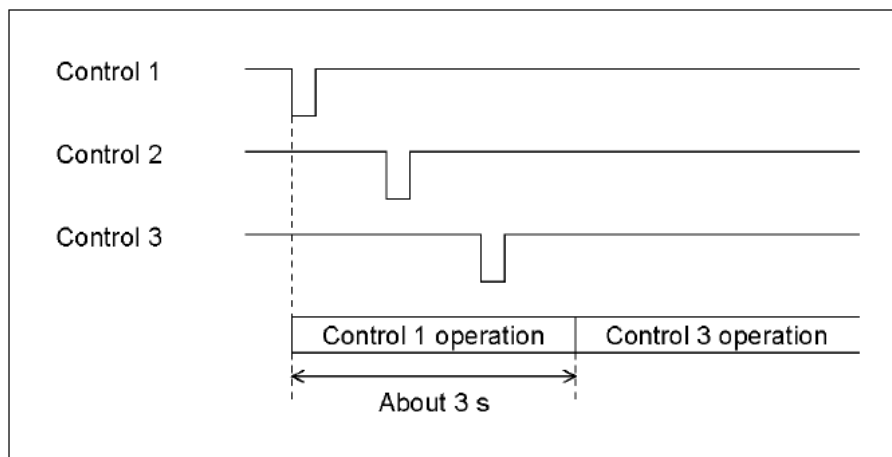 Control 1
Control 2
Control 3
Control 1 operation Control 3 operation
About 3 s